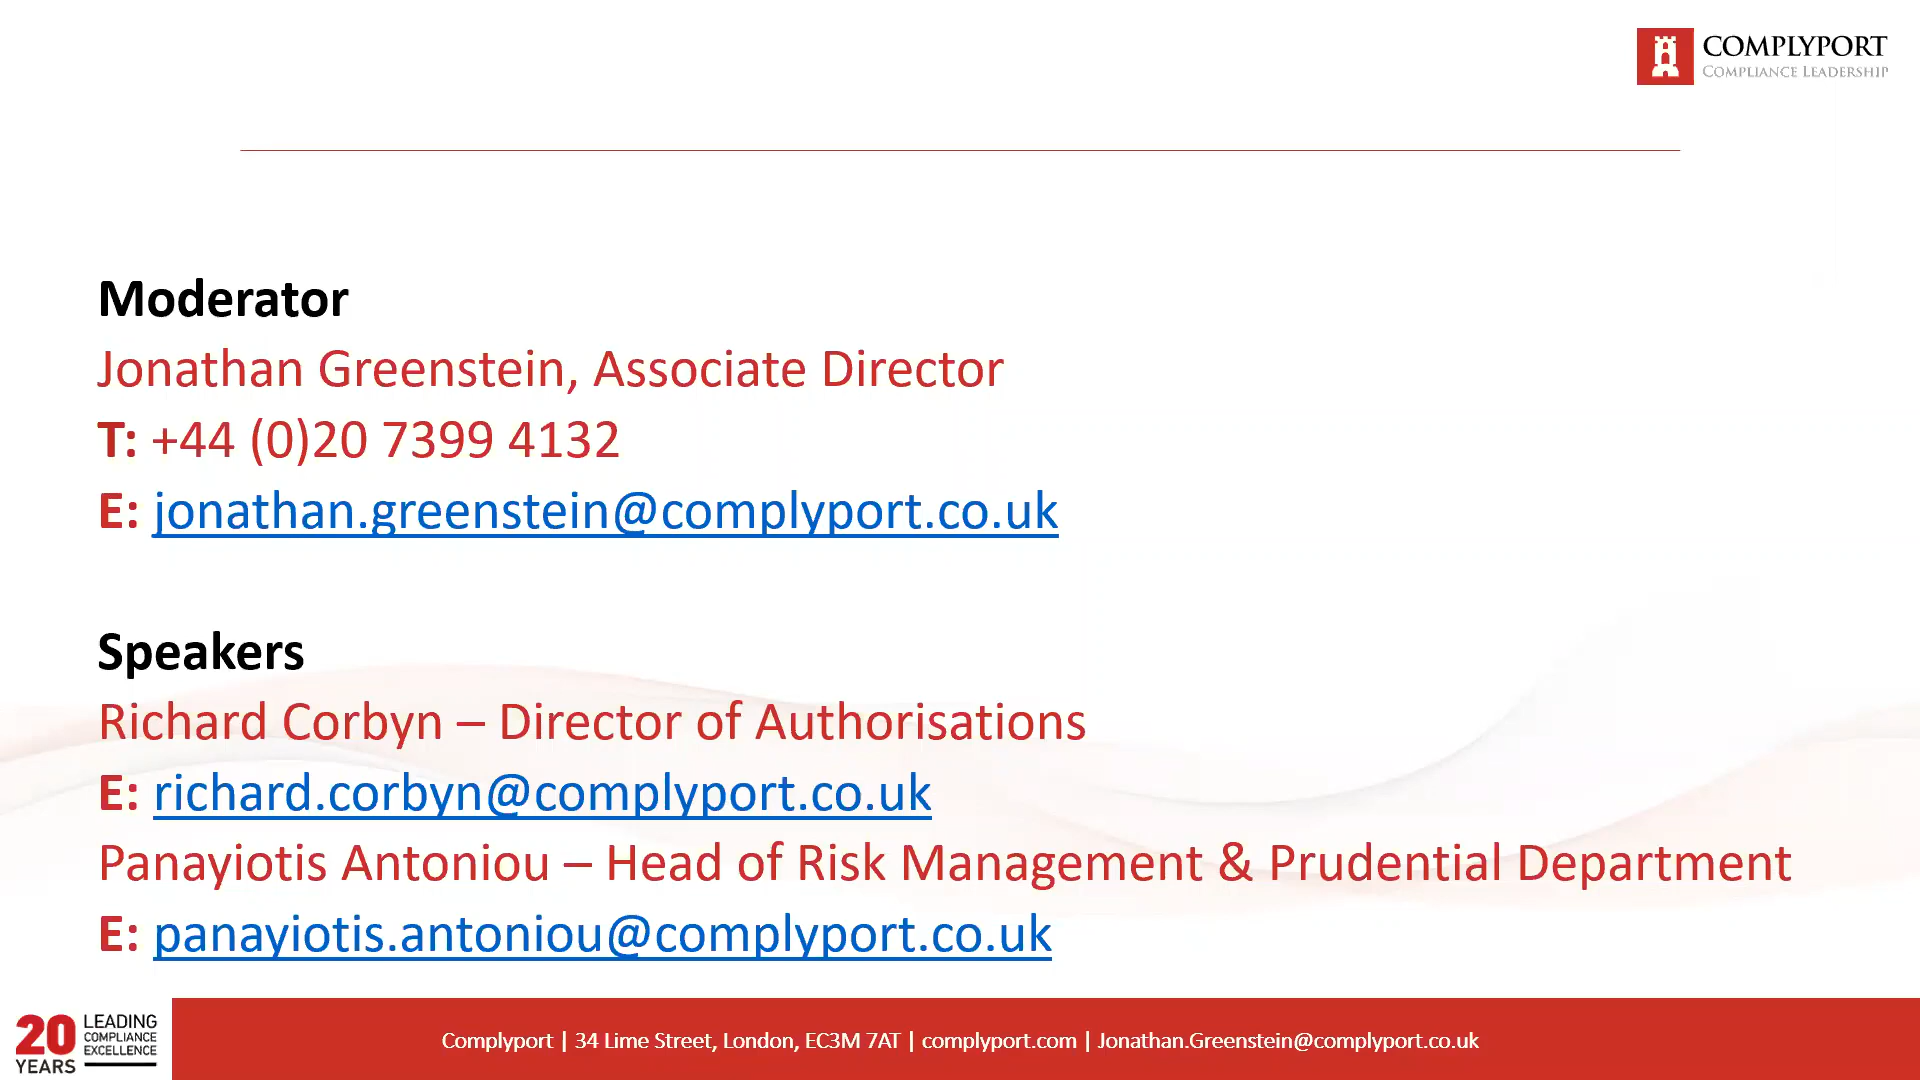 COMPLYPORT
COMPLIANCE LEADERSHIP
Moderator
Jonathan Greenstein, Associate Director
T: +44 (0)20 7399 4132
E: jonathan.greenstein@complyport.co.uk
Speakers
Richard Corbyn – Director of Authorisations
E: richard.corbyn@complyport.co.uk
Panayiotis Antoniou – Head of Risk Management & Prudential Department
E: panayiotis.antoniou@complyport.co.uk
20 YEARS
LEADING
COMPLIANCE
EXCELLENCE
Complyport | 34 Lime Street, London, EC3M 7AT | complyport.com | Jonathan.Greenstein@complyport.co.uk